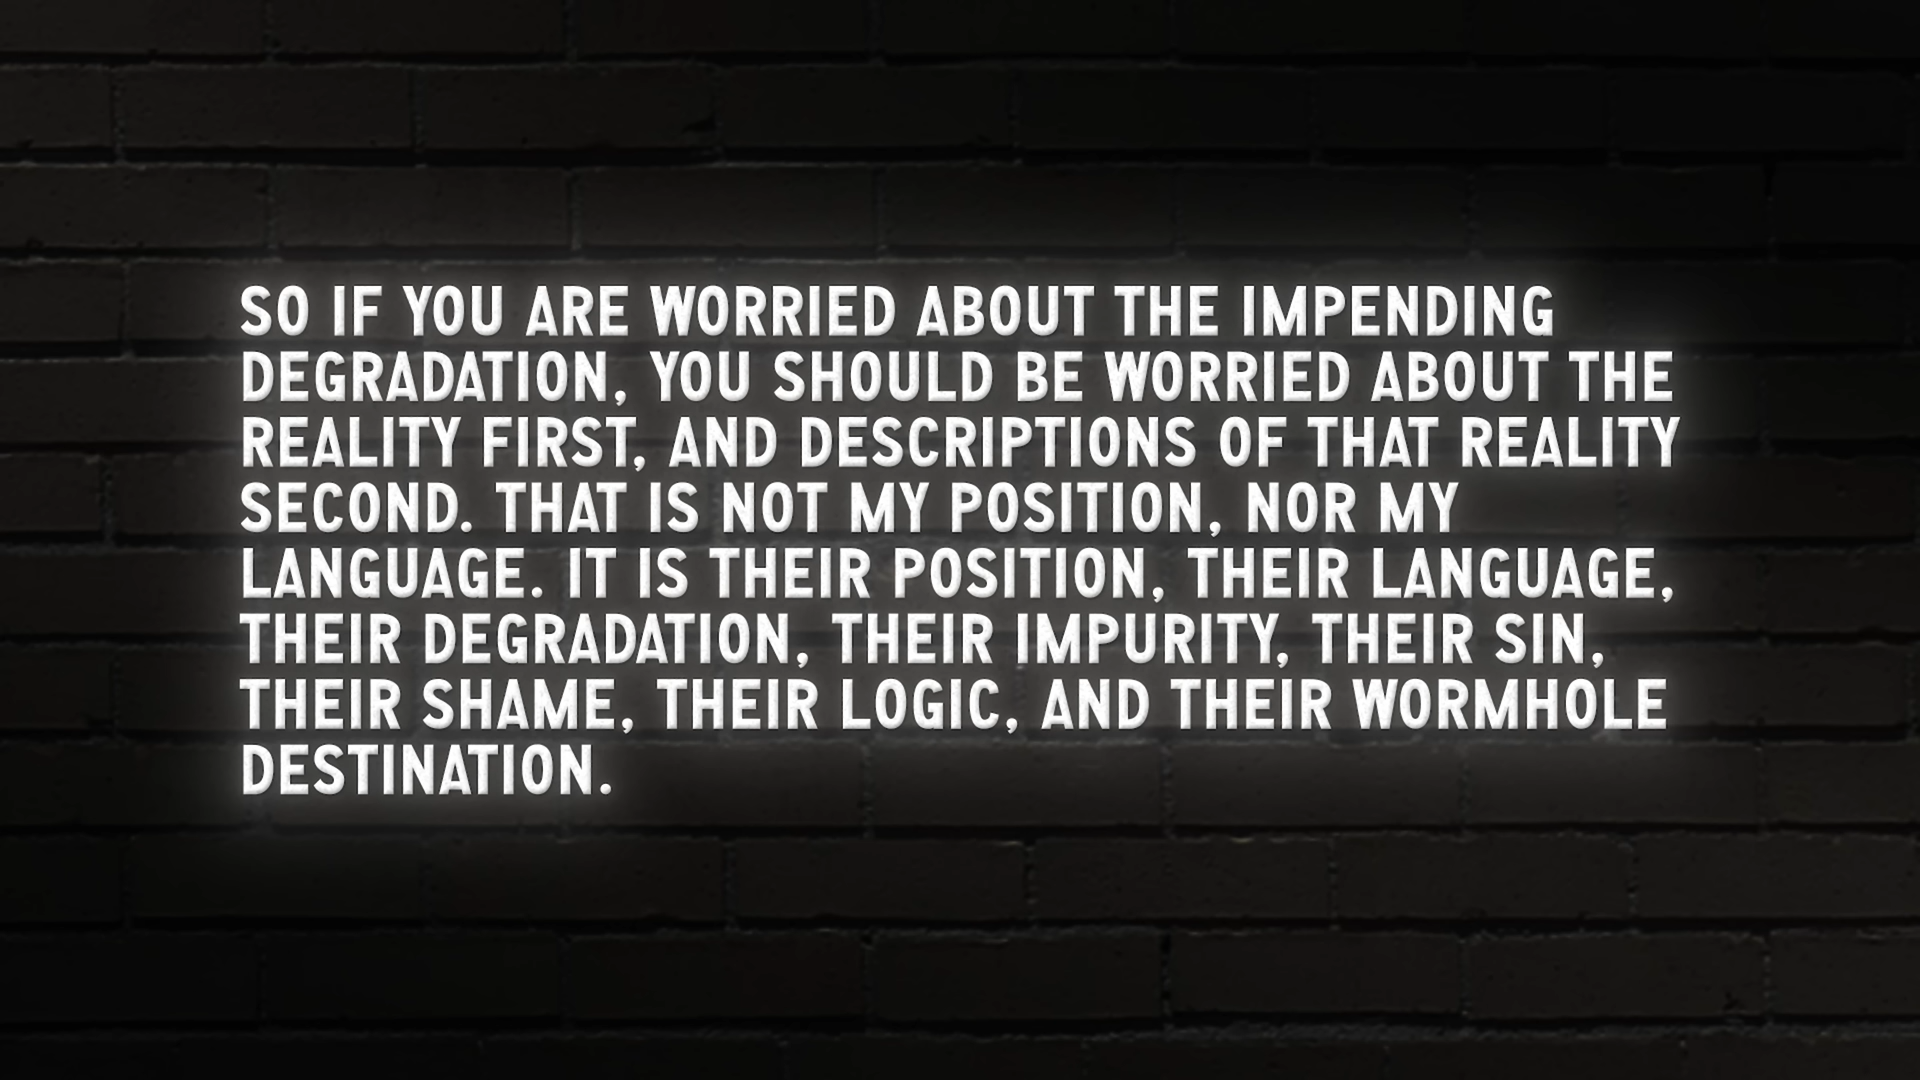 SO IF YOU ARE WORRIED ABOUT THE IMPENDING
DEGRADATION, YOU SHOULD BE WORRIED ABOUT THE
REALITY FIRST, AND DESCRIPTIONS OF THAT REALITY
SECOND. THAT IS NOT MY POSITION, NOR MY
LANGUAGE. IT IS THEIR POSITION, THEIR LANGUAGE,
THEIR DEGRADATION, THEIR IMPURITY, THEIR SIN,
THEIR SHAME, THEIR LOGIC, AND THEIR WORMHOLE
DESTINATION.